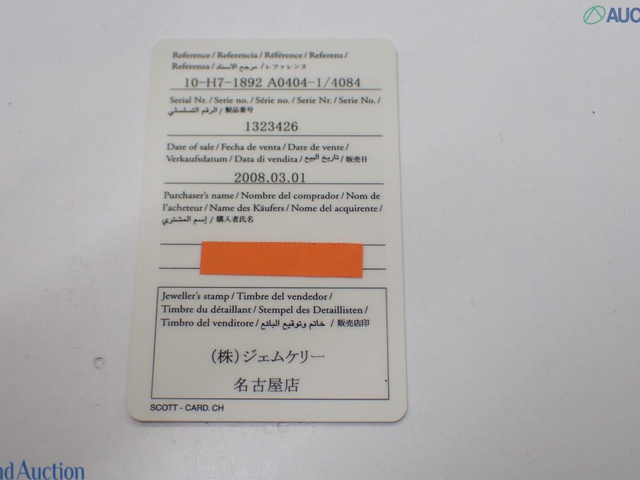 AUC
Reference / Referencia / Référence / Referens /
Referensa / مرجع الاسناد / レファレンス
10-H7-1892 A0404-1/4084
Serial Nr. / Serie no. / Série no. / Serie Nr. / Serie No. /
الرقم التسلسلي / 製品番号
1323426
Date of sale / Fecha de venta / Date de vente /
Verkaufsdatum / Data di vendita / تاريخ البيع / 販売日
2008.03.01
Purchaser's name / Nombre del comprador / Nom de
l'acheteur / Name des Käufers / Nome del acquirente /
إسم المشتري / 購入者氏名
Jeweller's stamp / Timbre del vendedor /
Timbre du détaillant / Stempel des Detaillisten /
Timbro del venditore / خاتم وتوقيع البائع / 販売店印
(株)ジェムケリー
名古屋店
SCOTT - CARD. CH
nd Auction